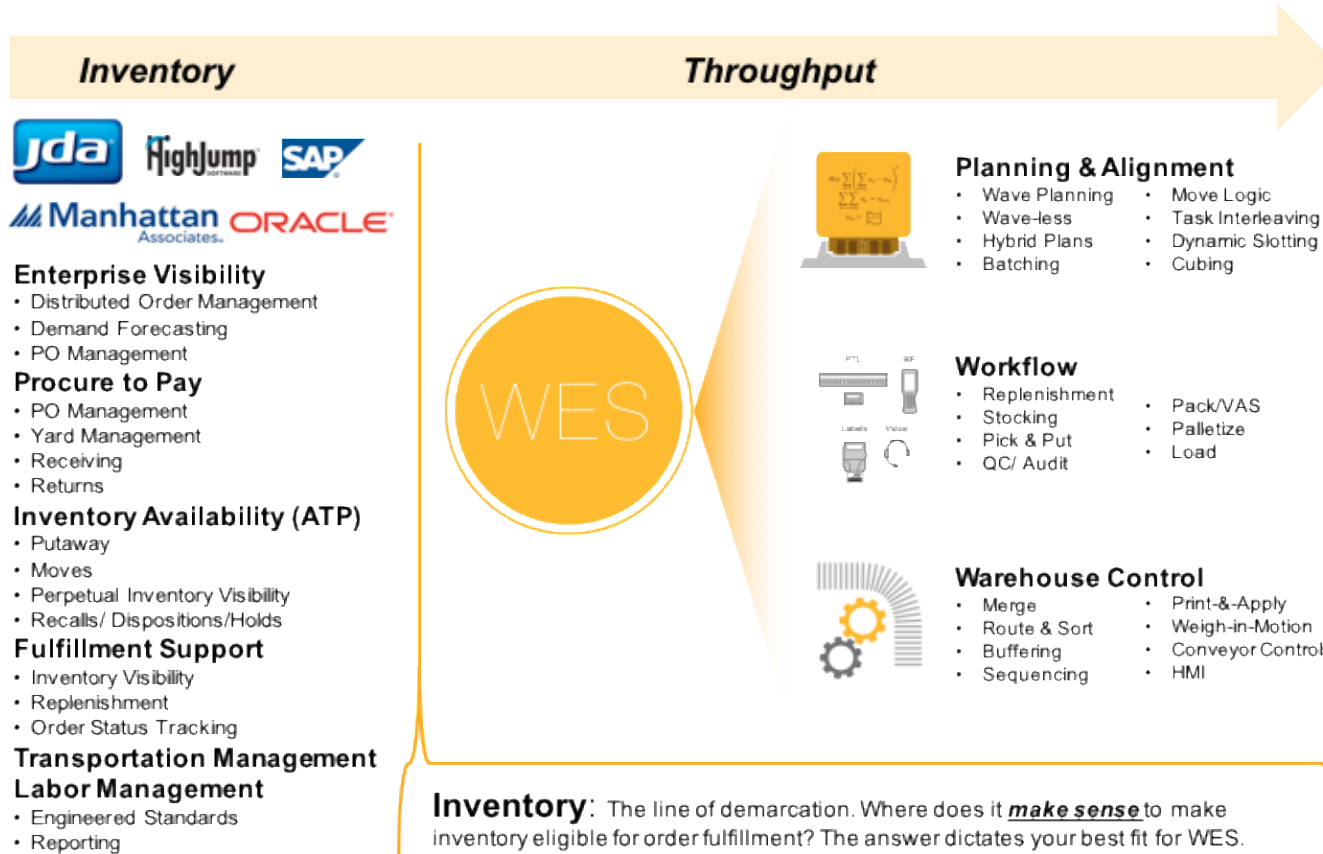 Inventory
Throughput
jda
HighJump
SOFTWARE
SAP
Manhattan
Associates.
ORACLE
Enterprise Visibility
• Distributed Order Management
• Demand Forecasting
• PO Management
Procure to Pay
• PO Management
• Yard Management
• Receiving
• Returns
Inventory Availability (ATP)
• Putaway
• Moves
• Perpetual Inventory Visibility
• Recalls/ Dispositions/Holds
Fulfillment Support
• Inventory Visibility
• Replenishment
• Order Status Tracking
Transportation Management
Labor Management
• Engineered Standards
• Reporting
WES
Planning & Alignment
• Wave Planning
• Wave-less
• Hybrid Plans
• Batching
• Move Logic
• Task Interleaving
• Dynamic Slotting
• Cubing
PTL
RF
Labels
Voice
Workflow
• Replenishment
• Stocking
• Pick & Put
• QC/ Audit
• Pack/VAS
• Palletize
• Load
Warehouse Control
• Merge
• Route & Sort
• Buffering
• Sequencing
• Print-&-Apply
• Weigh-in-Motion
• Conveyor Control
• HMI
Inventory: The line of demarcation. Where does it make sense to make
inventory eligible for order fulfillment? The answer dictates your best fit for WES.